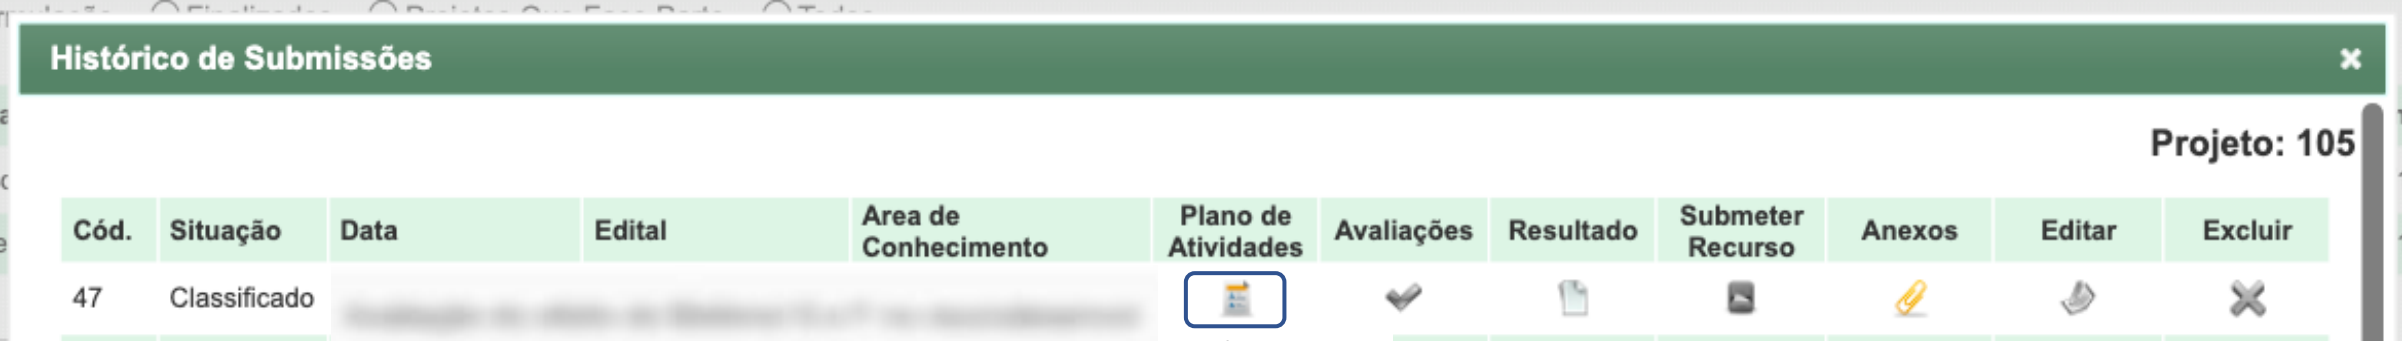 Histórico de Submissões
Projeto: 105
Cód. Situação Data Edital Area de Conhecimento Plano de Atividades Avaliações Resultado Submeter Recurso Anexos Editar Excluir
47 Classificado